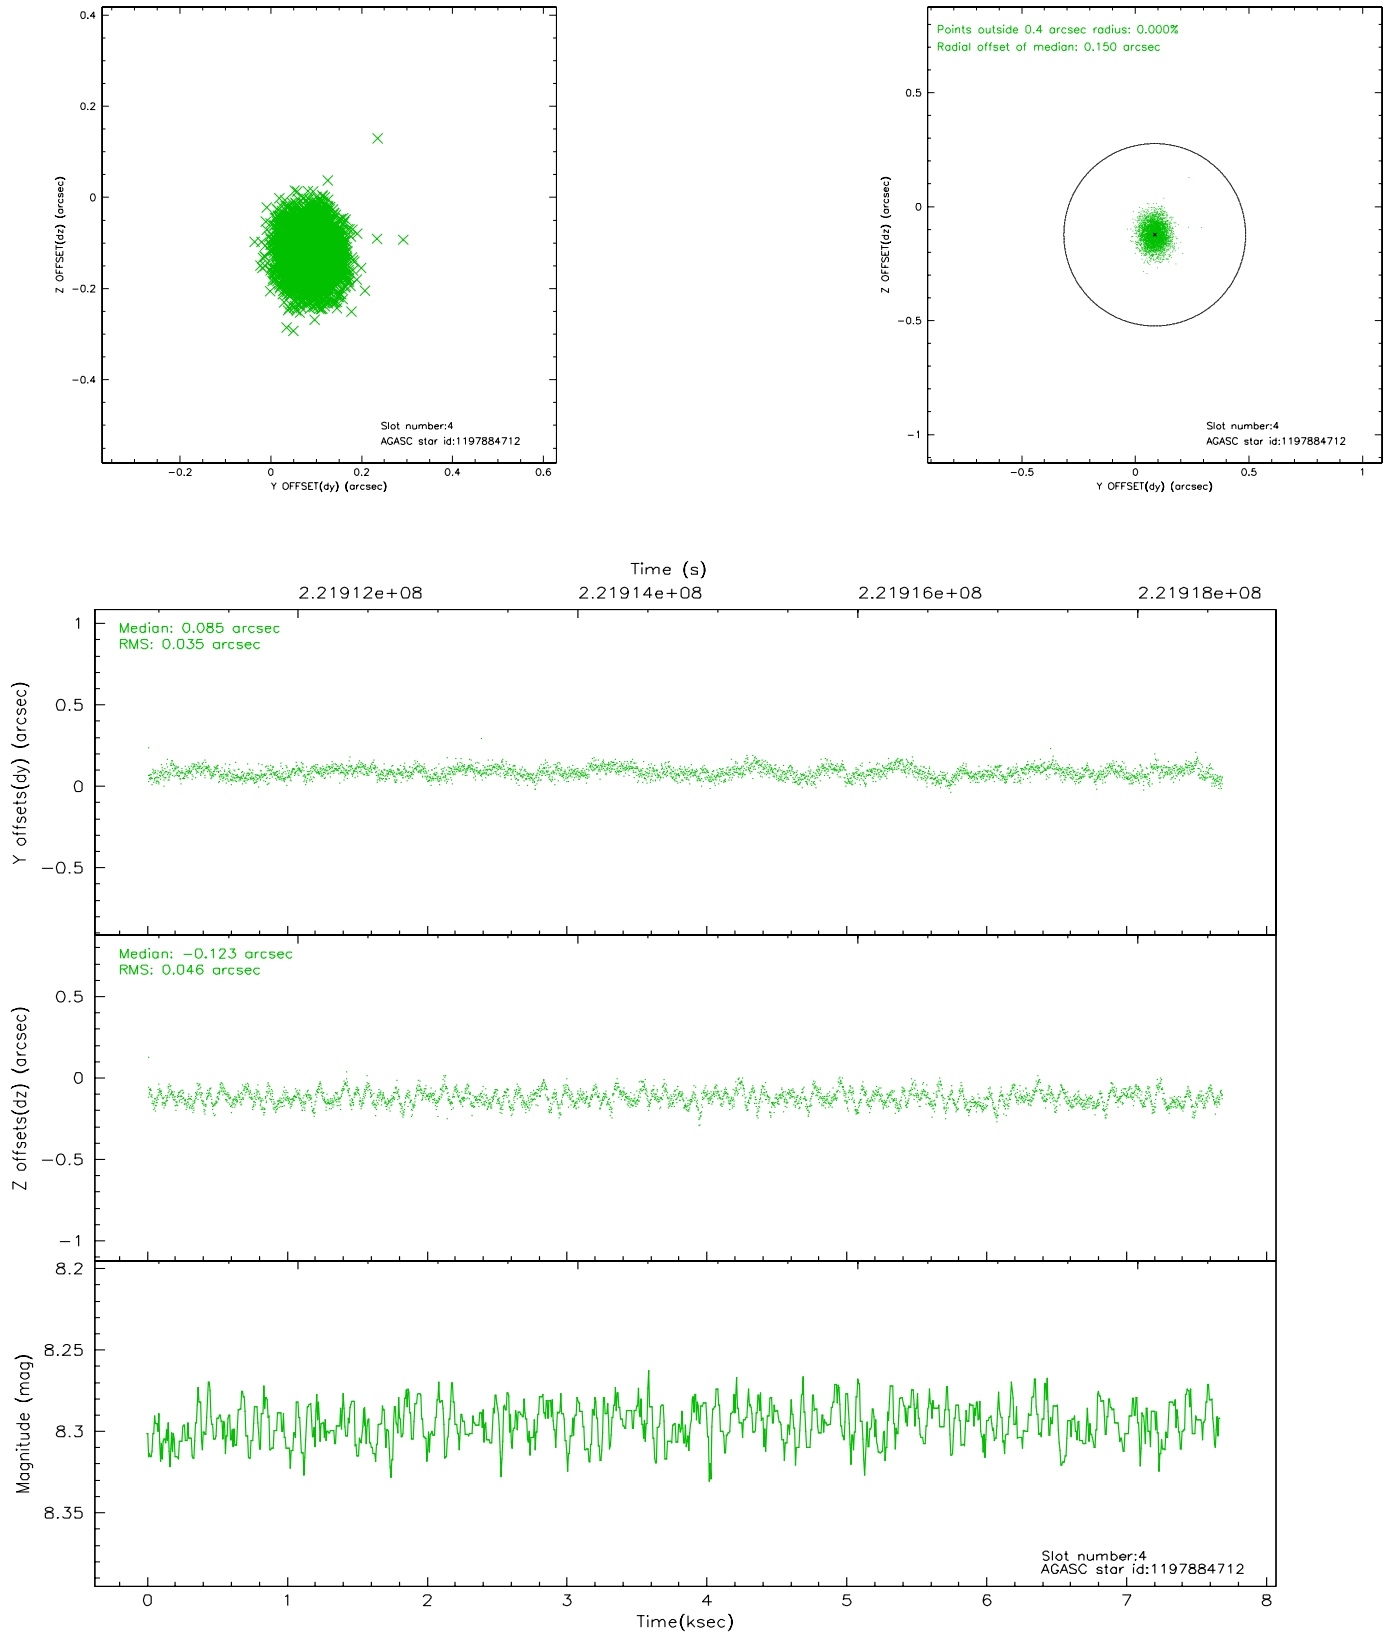 0.4
0.2
0
-0.2
-0.4
Z OFFSET(dz) (arcsec)
Slot number:4
AGASC star id:1197884712
-0.2 0 0.2 0.4 0.6
Y OFFSET(dy) (arcsec)
Points outside 0.4 arcsec radius: 0.000%
Radial offset of median: 0.150 arcsec
0.5
0
-0.5
-1
Z OFFSET(dz) (arcsec)
Slot number:4
AGASC star id:1197884712
-0.5 0 0.5 1
Y OFFSET(dy) (arcsec)
Time (s)
2.21912e+08 2.21914e+08 2.21916e+08 2.21918e+08
Median: 0.085 arcsec
RMS: 0.035 arcsec
1
0.5
0
-0.5
Y offsets(dy) (arcsec)
Median: -0.123 arcsec
RMS: 0.046 arcsec
0.5
0
-0.5
-1
Z offsets(dz) (arcsec)
8.2
8.25
8.3
8.35
Magnitude (mag)
Slot number:4
AGASC star id:1197884712
0 1 2 3 4 5 6 7 8
Time(ksec)